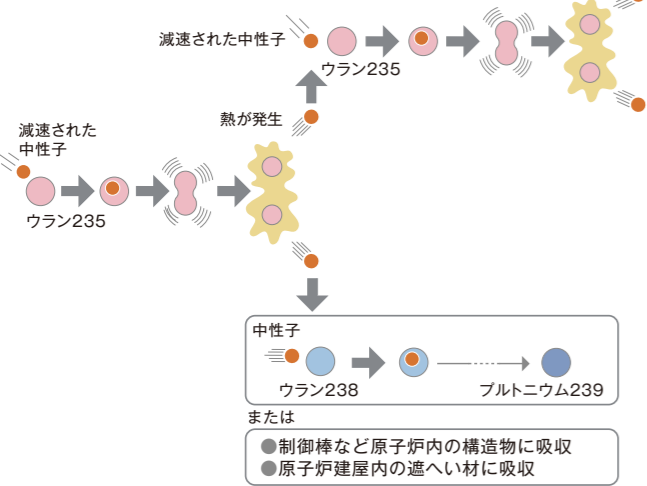 減速された中性子
ウラン235
熱が発生
減速された
中性子
ウラン235
中性子
ウラン238
プルトニウム239
または
●制御棒など原子炉内の構造物に吸収
●原子炉建屋内の遮へい材に吸収